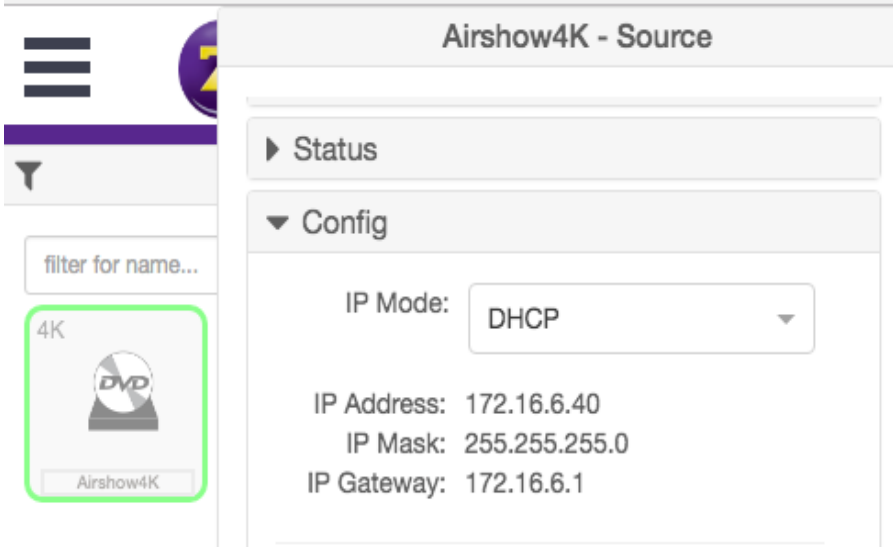 Airshow4K - Source
Status
Config
filter for name...
4K
DVD
Airshow4K
IP Mode: DHCP
IP Address: 172.16.6.40
IP Mask: 255.255.255.0
IP Gateway: 172.16.6.1